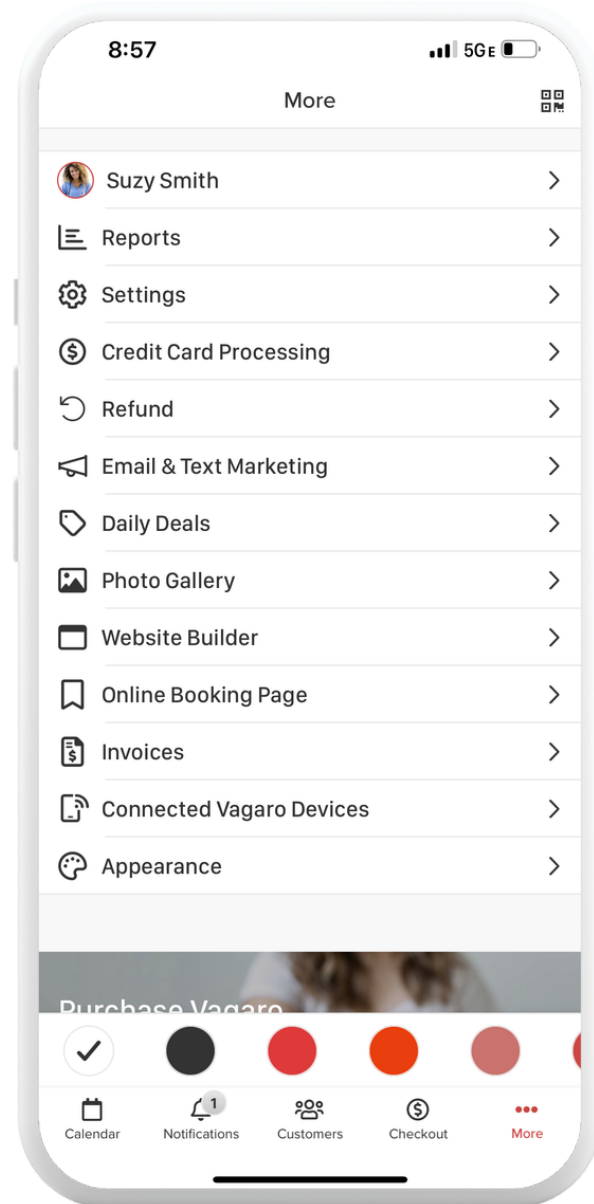 8:57
5GE
More
Suzy Smith
Reports
Settings
Credit Card Processing
Refund
Email & Text Marketing
Daily Deals
Photo Gallery
Website Builder
Online Booking Page
Invoices
Connected Vagaro Devices
Appearance
Purchase Vagaro
1
Calendar
Notifications
Customers
Checkout
More